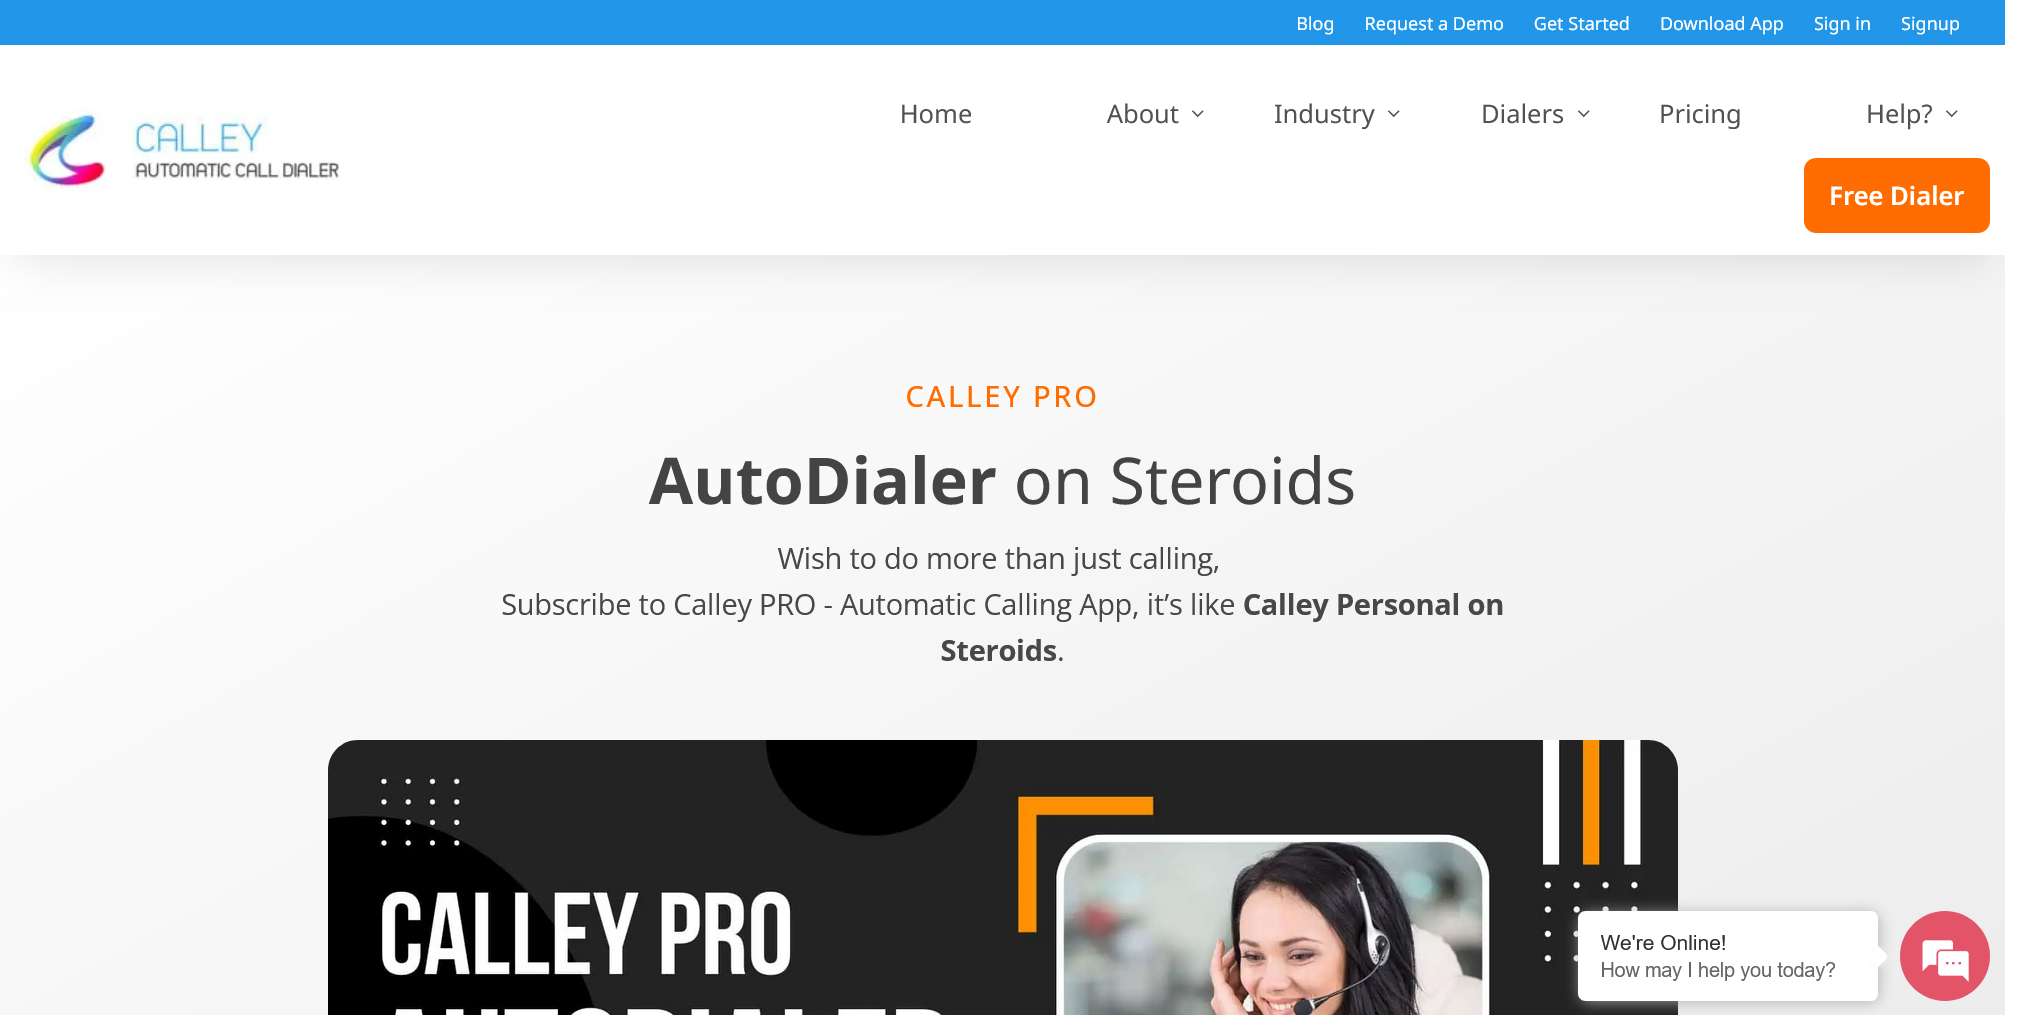 Blog Request a Demo Get Started Download App Sign in Signup
CALLEY
AUTOMATIC CALL DIALER
Home About Industry Dialers Pricing Help?
Free Dialer
CALLEY PRO
AutoDialer on Steroids
Wish to do more than just calling,
Subscribe to Calley PRO - Automatic Calling App, it’s like Calley Personal on
Steroids.
CALLEY PRO
AUTODIALER
We're Online!
How may I help you today?